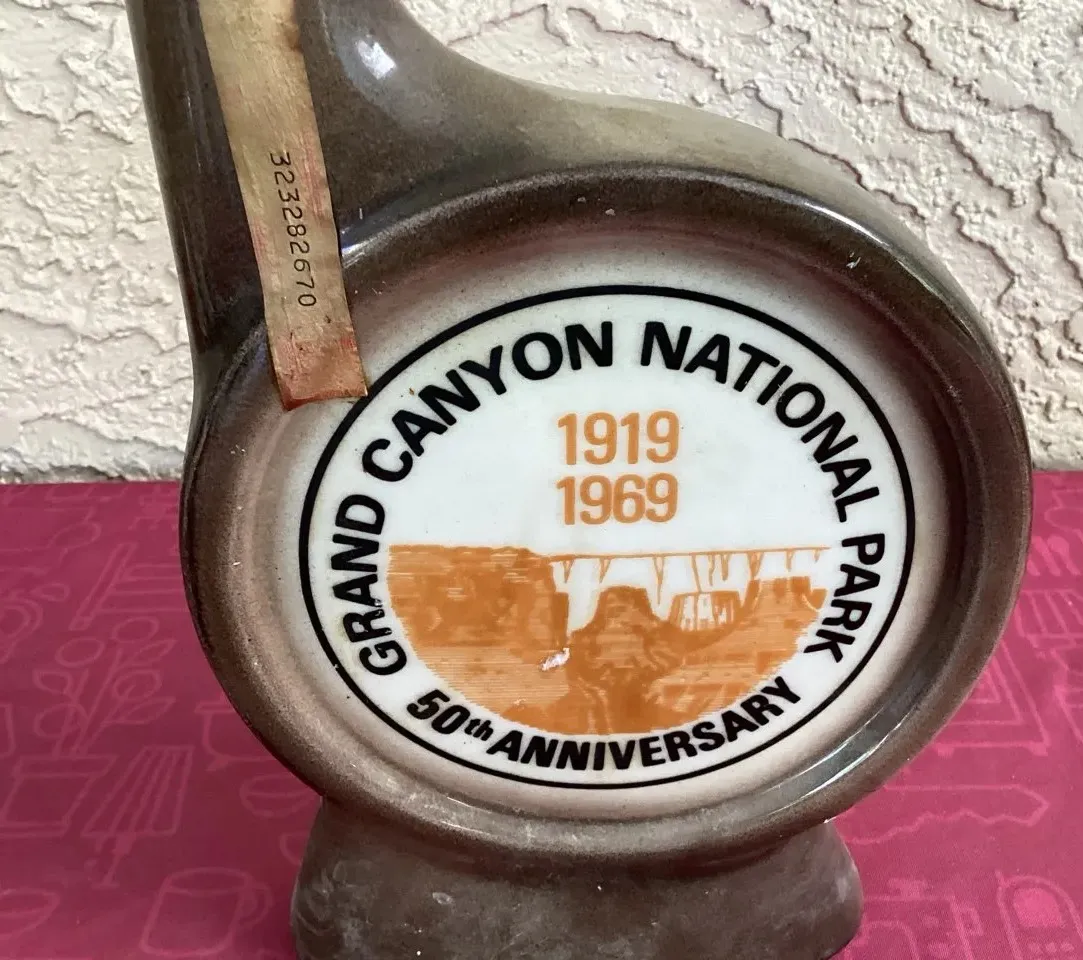 323282670
GRAND CANYON NATIONAL PARK
1919
1969
50th ANNIVERSARY